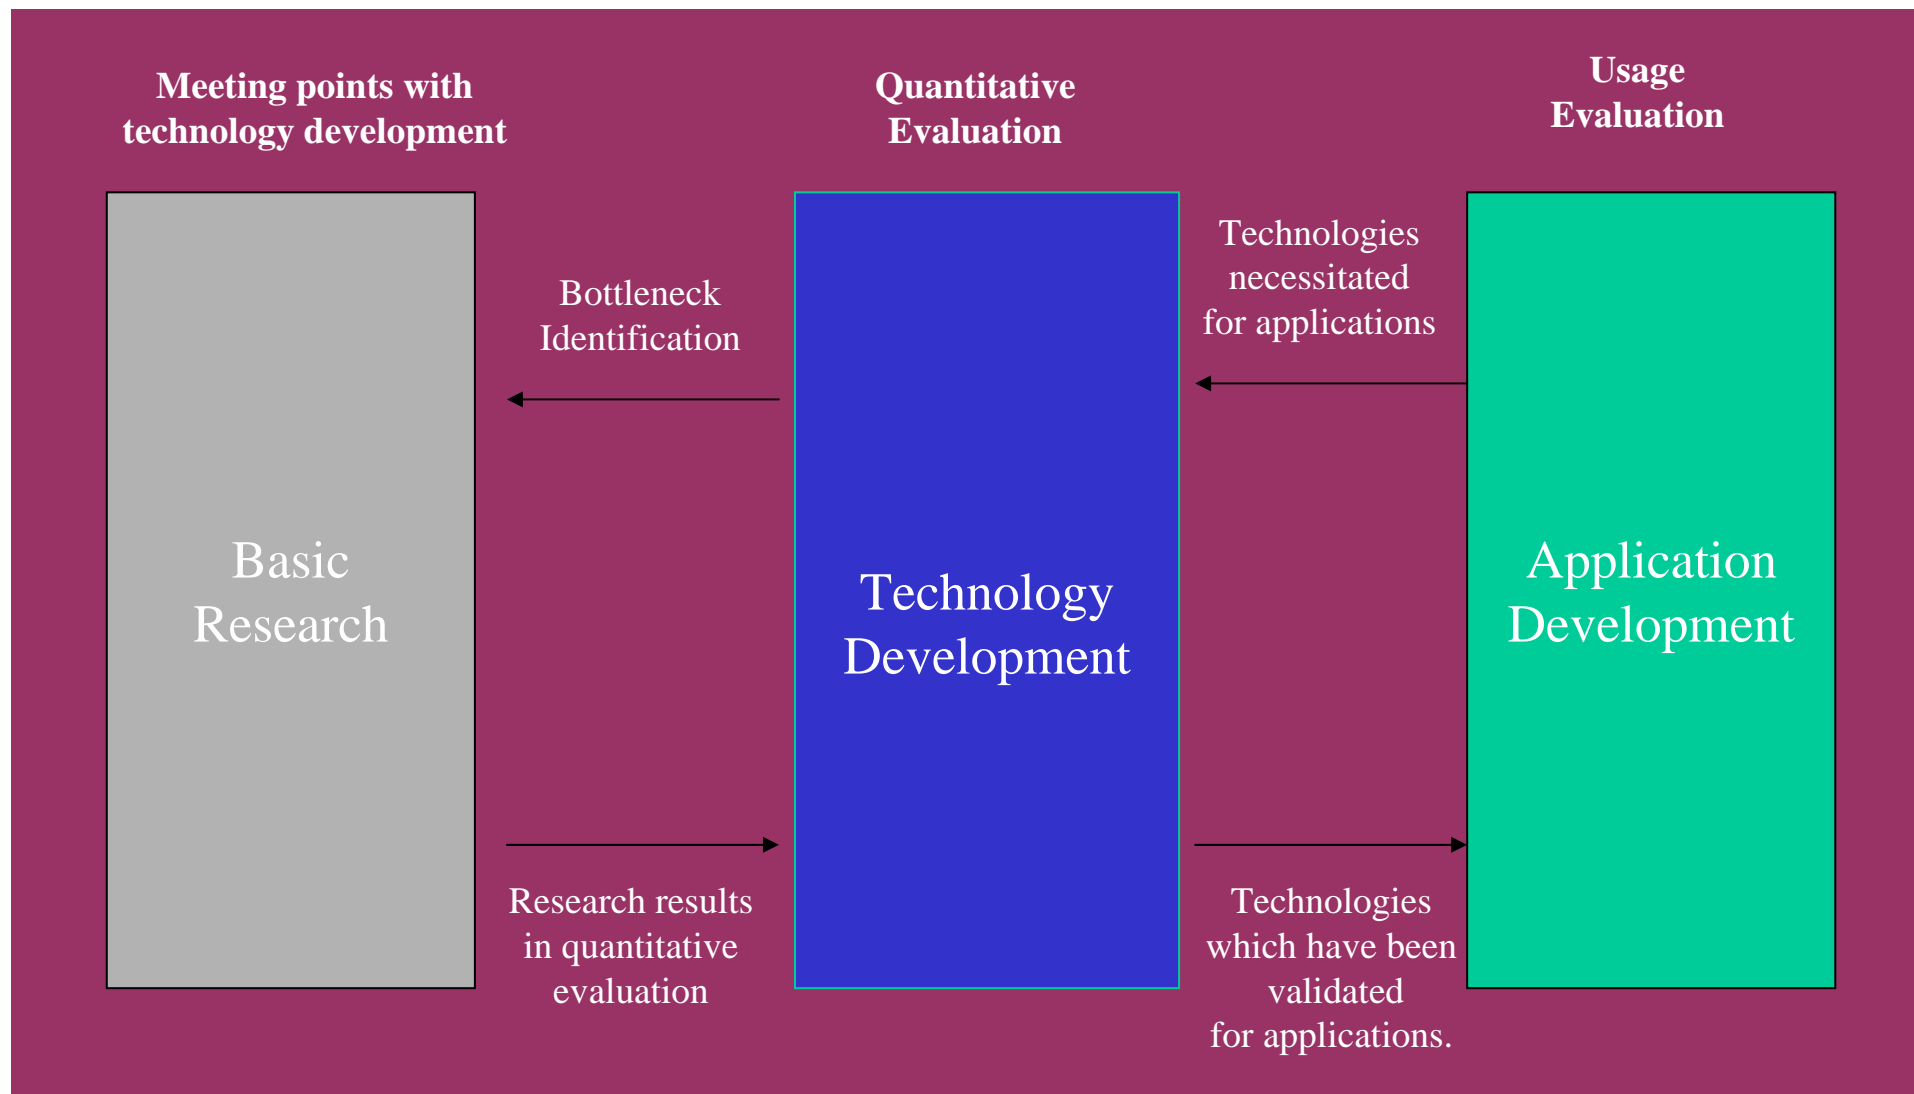 Meeting points with
technology development
Quantitative
Evaluation
Usage
Evaluation
Bottleneck
Identification
Technologies
necessitated
for applications
Basic
Research
Technology
Development
Application
Development
Research results
in quantitative
evaluation
Technologies
which have been
validated
for applications.